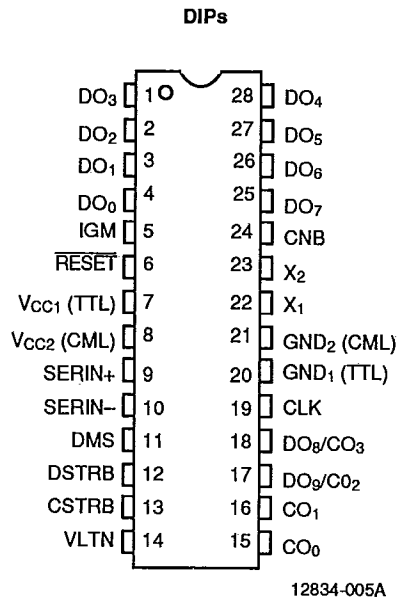 DIPs
DO₃ 1 28 DO₄
DO₂ 2 27 DO₅
DO₁ 3 26 DO₆
DO₀ 4 25 DO₇
IGM 5 24 CNB
RESET 6 23 X₂
VCC1 (TTL) 7 22 X₁
VCC2 (CML) 8 21 GND₂ (CML)
SERIN+ 9 20 GND₁ (TTL)
SERIN– 10 19 CLK
DMS 11 18 DO₈/CO₃
DSTRB 12 17 DO₉/C0₂
CSTRB 13 16 CO₁
VLTN 14 15 CO₀
12834-005A